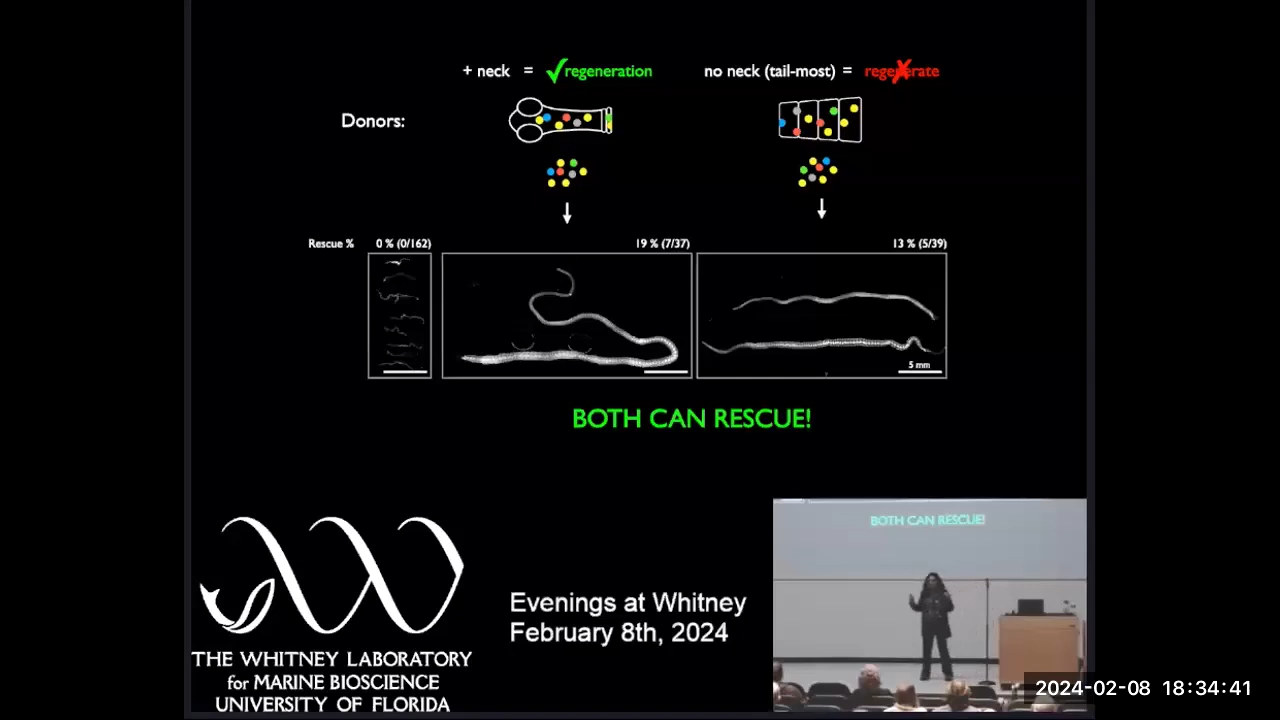 + neck = ✓regeneration
no neck (tail-most) = regenerate
Donors:
Rescue % 0 % (0/162) 19 % (7/37) 13 % (5/39)
5 mm
BOTH CAN RESCUE!
BOTH CAN RESCUE!
Evenings at Whitney
February 8th, 2024
THE WHITNEY LABORATORY
for MARINE BIOSCIENCE
UNIVERSITY OF FLORIDA
2024-02-08 18:34:41